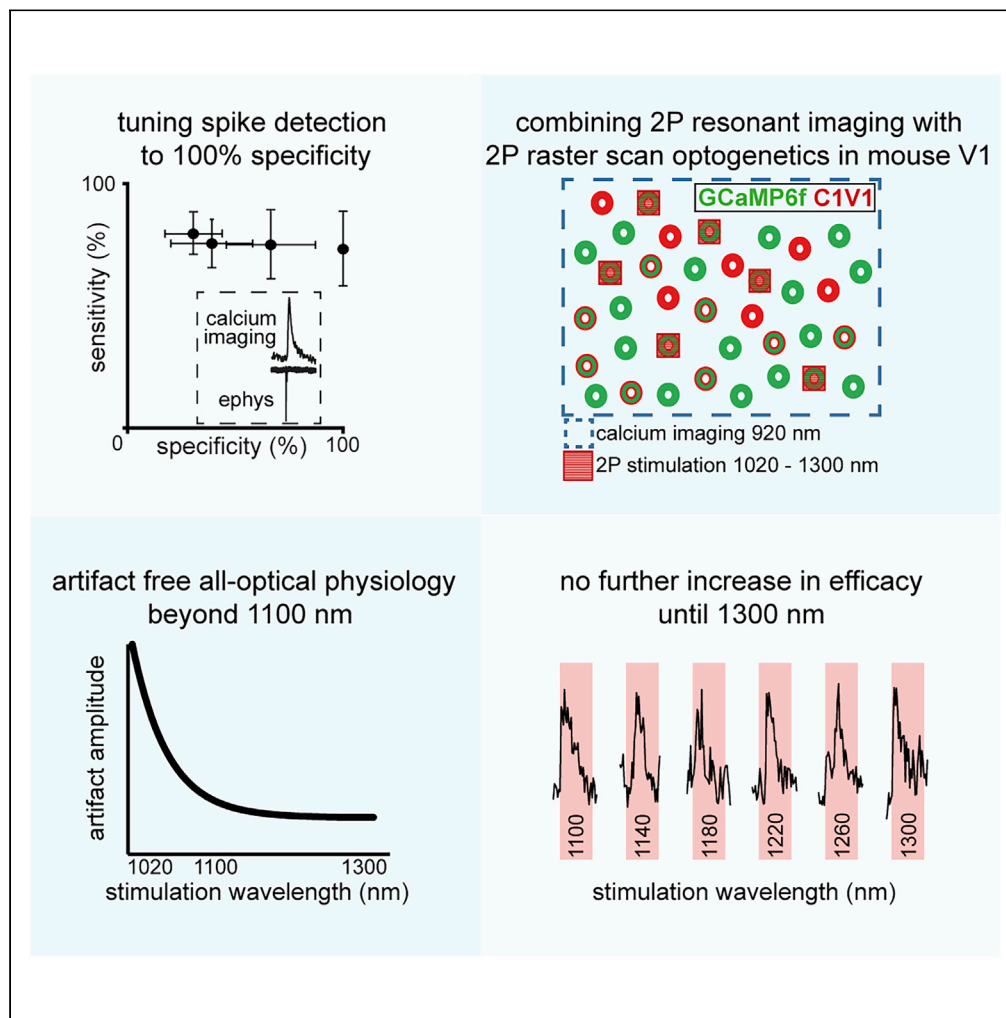 tuning spike detection
to 100% specificity
100
sensitivity (%)
calcium
imaging
ephys
0
specificity (%)
100
combining 2P resonant imaging with
2P raster scan optogenetics in mouse V1
GCaMP6f C1V1
calcium imaging 920 nm
2P stimulation 1020 - 1300 nm
artifact free all-optical physiology
beyond 1100 nm
artifact amplitude
1020
1100
1300
stimulation wavelength (nm)
no further increase in efficacy
until 1300 nm
1100
1140
1180
1220
1260
1300
stimulation wavelength (nm)